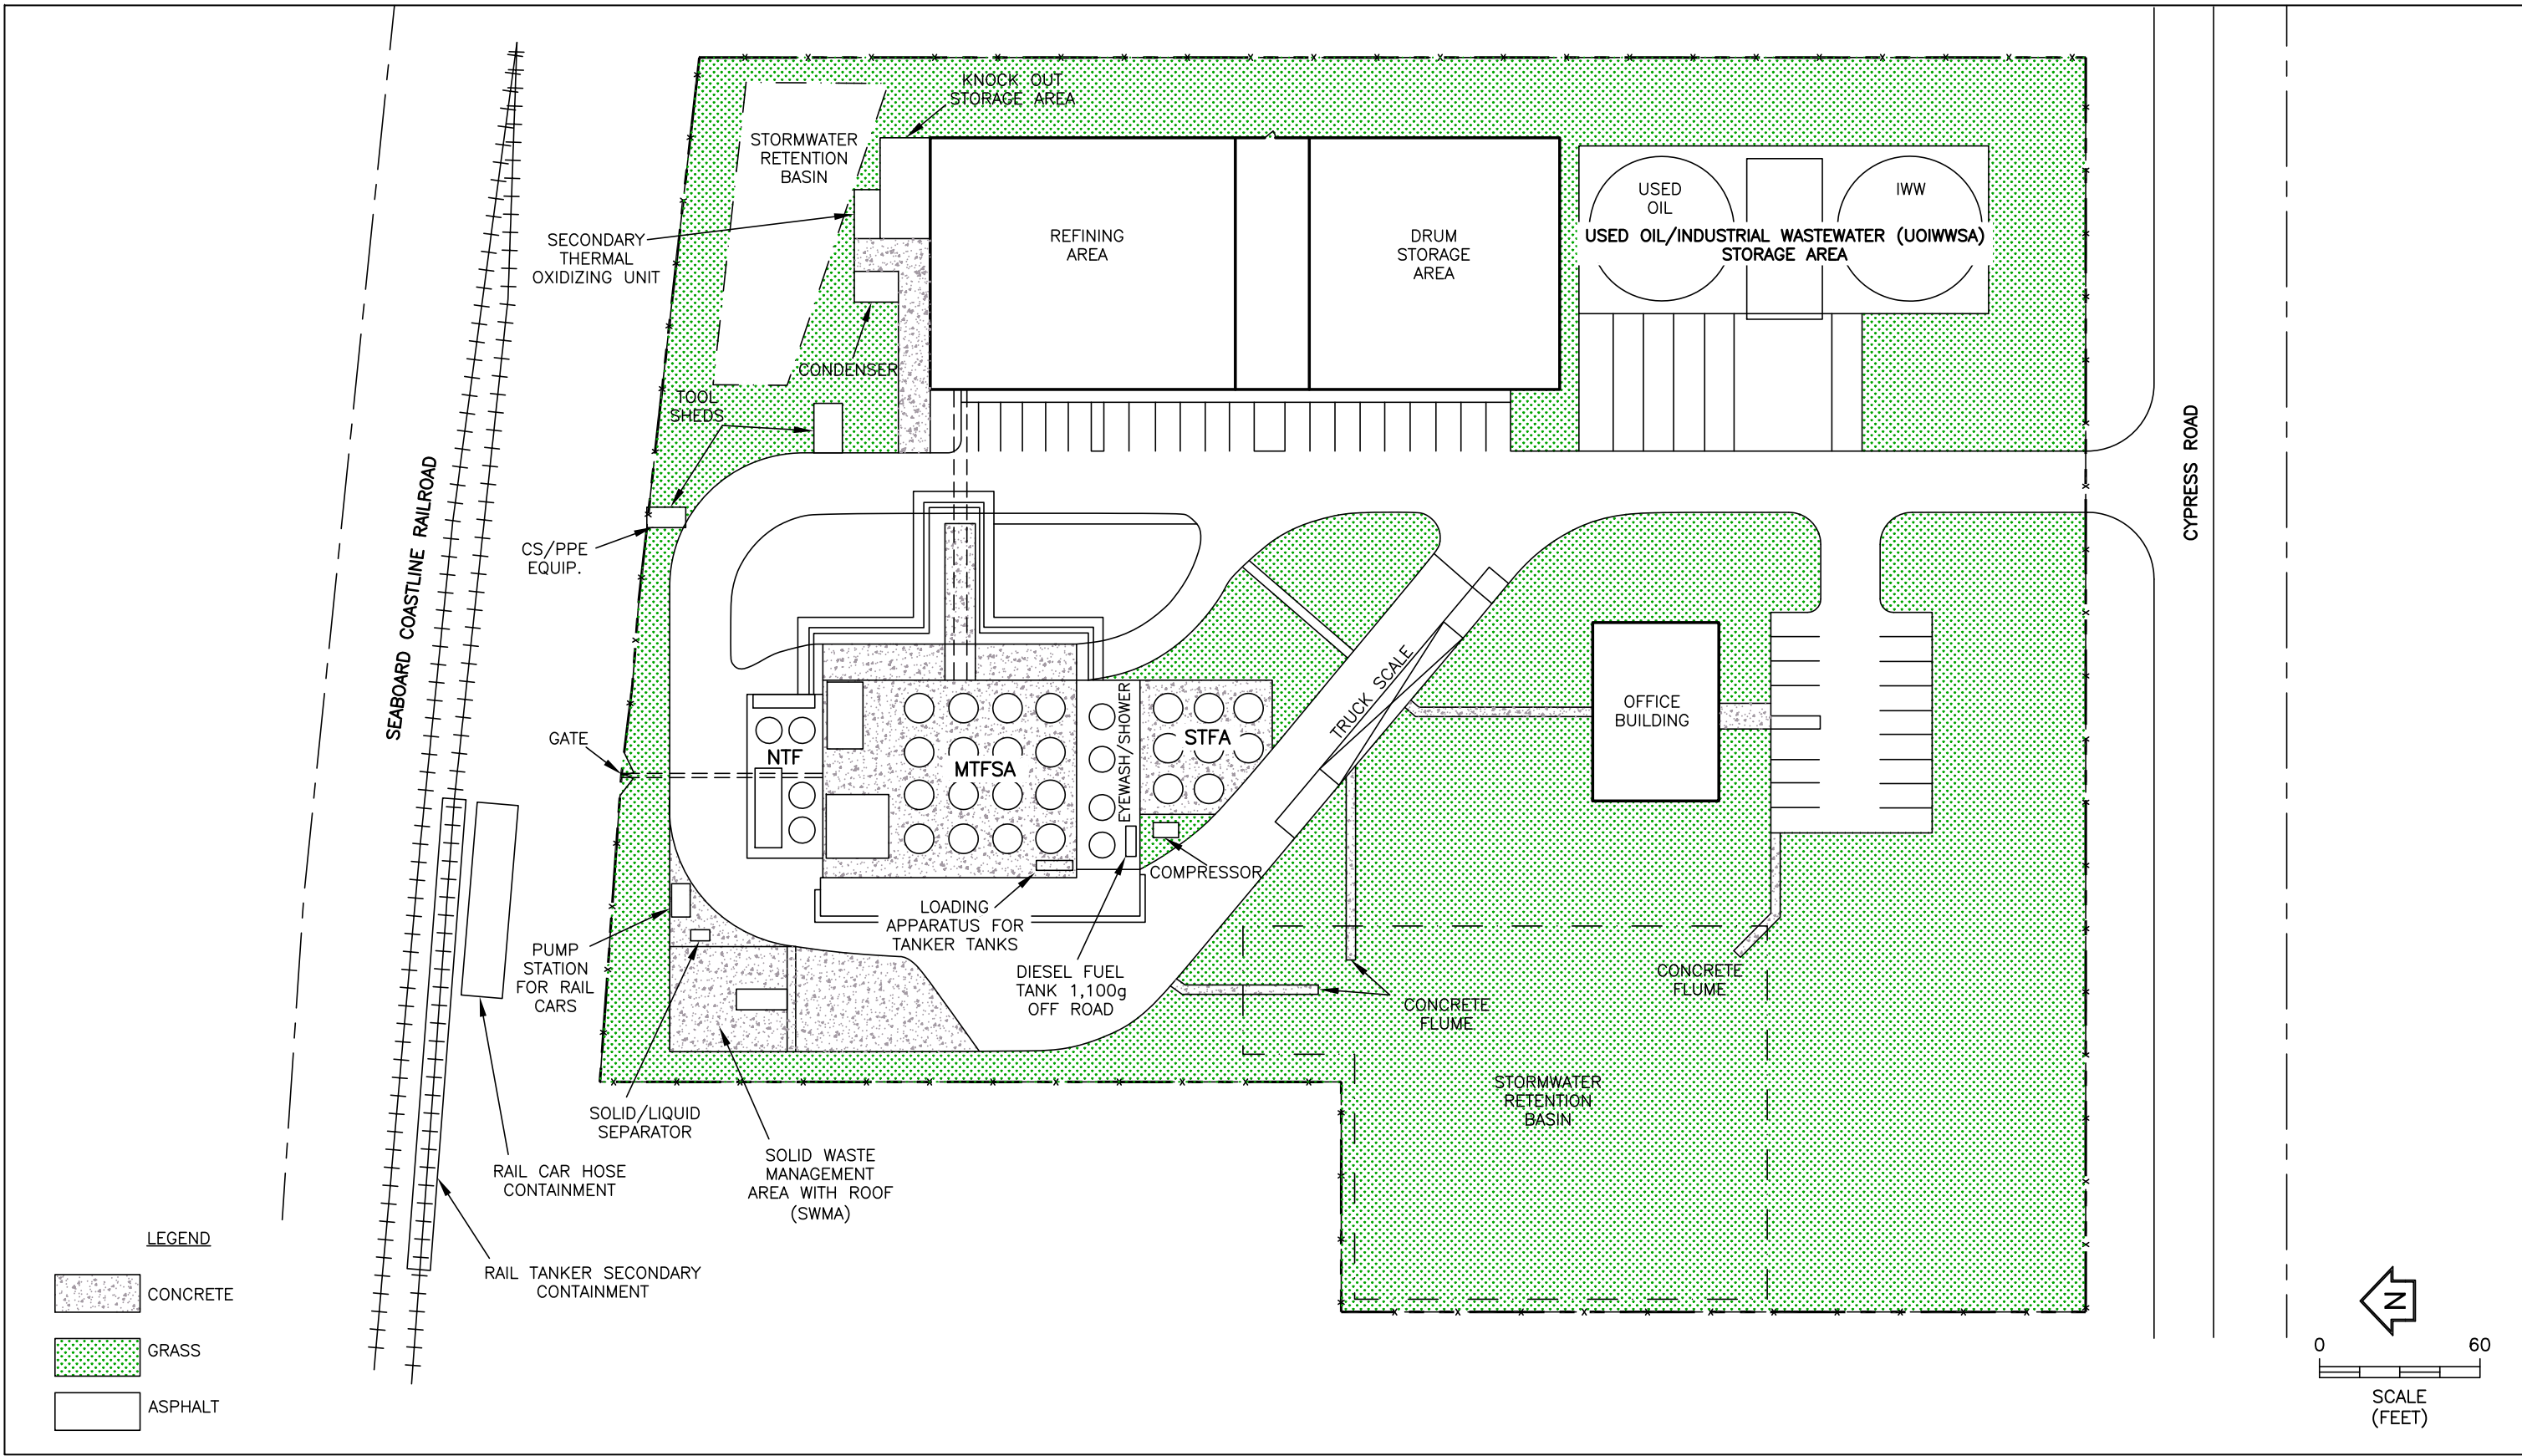 KNOCK OUT
STORAGE AREA
STORMWATER
RETENTION
BASIN
SECONDARY
THERMAL
OXIDIZING UNIT
REFINING
AREA
DRUM
STORAGE
AREA
USED
OIL
IWW
USED OIL/INDUSTRIAL WASTEWATER (UOIWWSA)
STORAGE AREA
CONDENSER
TOOL
SHEDS
CS/PPE
EQUIP.
SEABOARD COASTLINE RAILROAD
CYPRESS ROAD
GATE
NTF
MTFSA
EYEWASH/SHOWER
STFA
TRUCK SCALE
OFFICE
BUILDING
COMPRESSOR
LOADING
APPARATUS FOR
TANKER TANKS
DIESEL FUEL
TANK 1,100g
OFF ROAD
PUMP
STATION
FOR RAIL
CARS
CONCRETE
FLUME
CONCRETE
FLUME
STORMWATER
RETENTION
BASIN
SOLID/LIQUID
SEPARATOR
SOLID WASTE
MANAGEMENT
AREA WITH ROOF
(SWMA)
RAIL CAR HOSE
CONTAINMENT
RAIL TANKER SECONDARY
CONTAINMENT
LEGEND
CONCRETE
GRASS
ASPHALT
N
0 60
SCALE
(FEET)